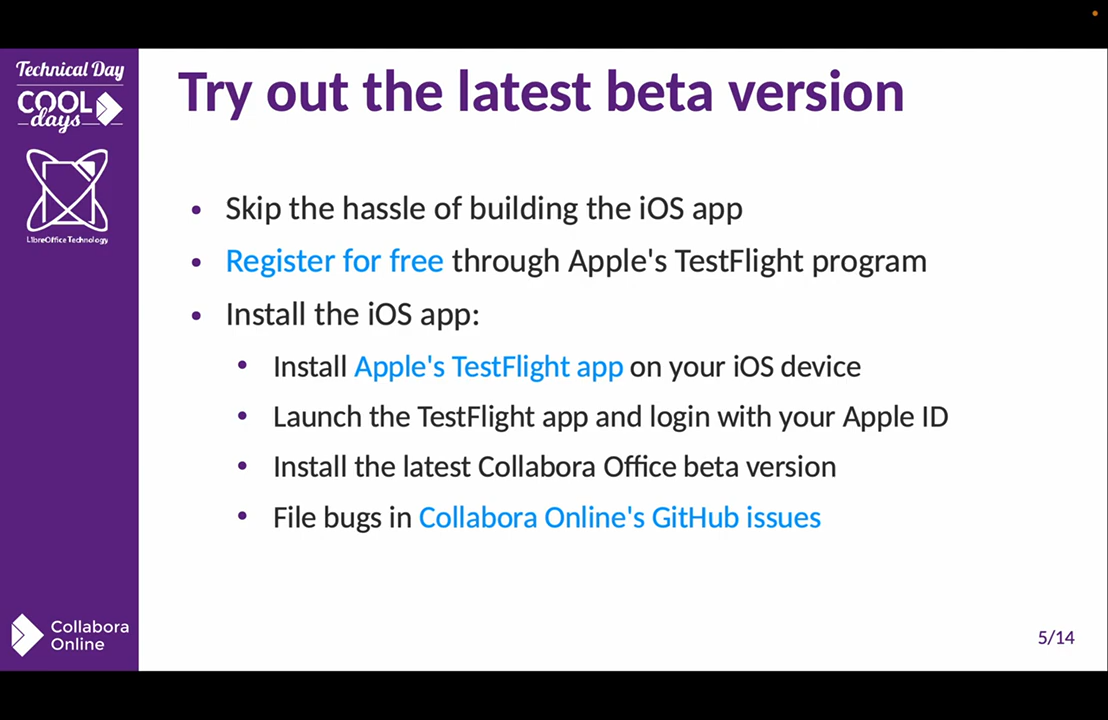 Technical Day
COOL
days
LibreOffice Technology
Try out the latest beta version
Skip the hassle of building the iOS app
Register for free through Apple's TestFlight program
Install the iOS app:
Install Apple's TestFlight app on your iOS device
Launch the TestFlight app and login with your Apple ID
Install the latest Collabora Office beta version
File bugs in Collabora Online's GitHub issues
Collabora
Online
5/14